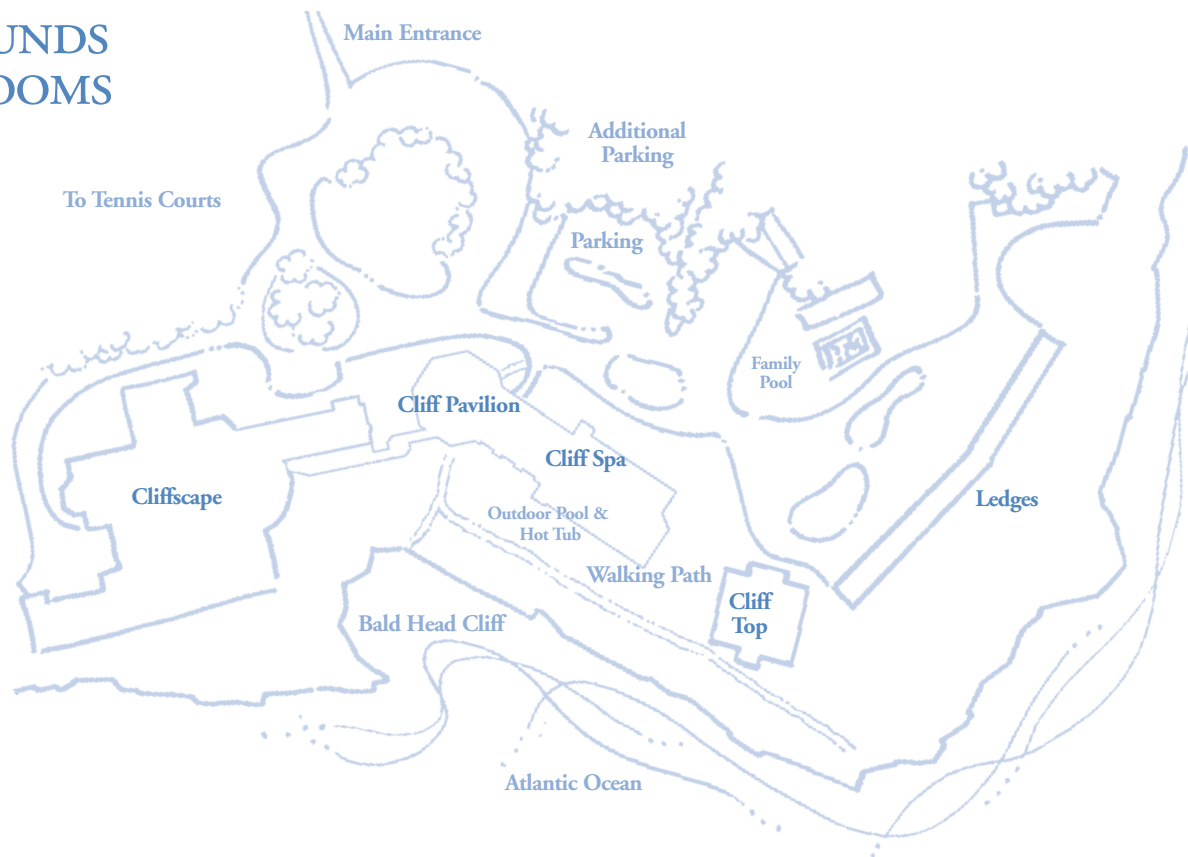 UNDS
OOMS
Main Entrance
Additional
Parking
To Tennis Courts
Parking
Family
Pool
Cliff Pavilion
Cliff Spa
Cliffscape
Ledges
Outdoor Pool &
Hot Tub
Walking Path
Cliff
Top
Bald Head Cliff
Atlantic Ocean